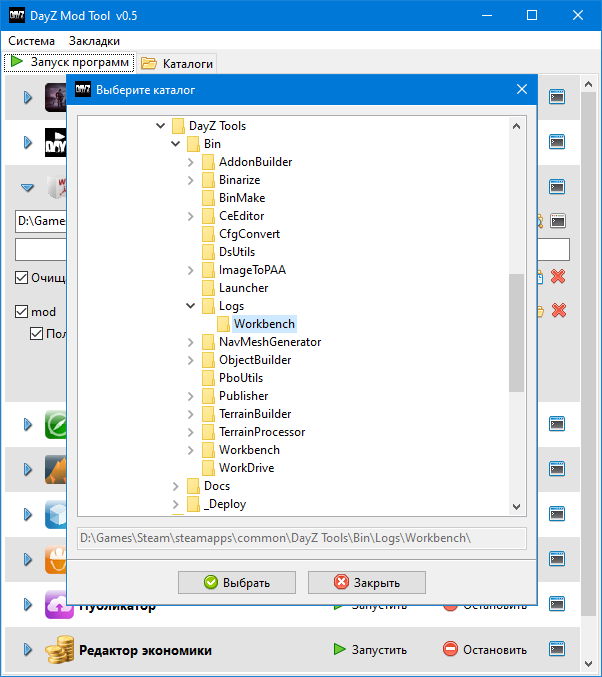 DayZ Mod Tool v0.5
Система Закладки
Запуск программ Каталоги
Выберите каталог
DayZ Tools
Bin
AddonBuilder
Binarize
BinMake
CeEditor
CfgConvert
DsUtils
ImageToPAA
Launcher
Logs
Workbench
NavMeshGenerator
ObjectBuilder
PboUtils
Publisher
TerrainBuilder
TerrainProcessor
Workbench
WorkDrive
Docs
_Deploy
D:\Games\Steam\steamapps\common\DayZ Tools\Bin\Logs\Workbench\
Выбрать Закрыть
D:\Game
Очищ
mod
Пол
Публикатор Запустить Остановить
Редактор экономики Запустить Остановить